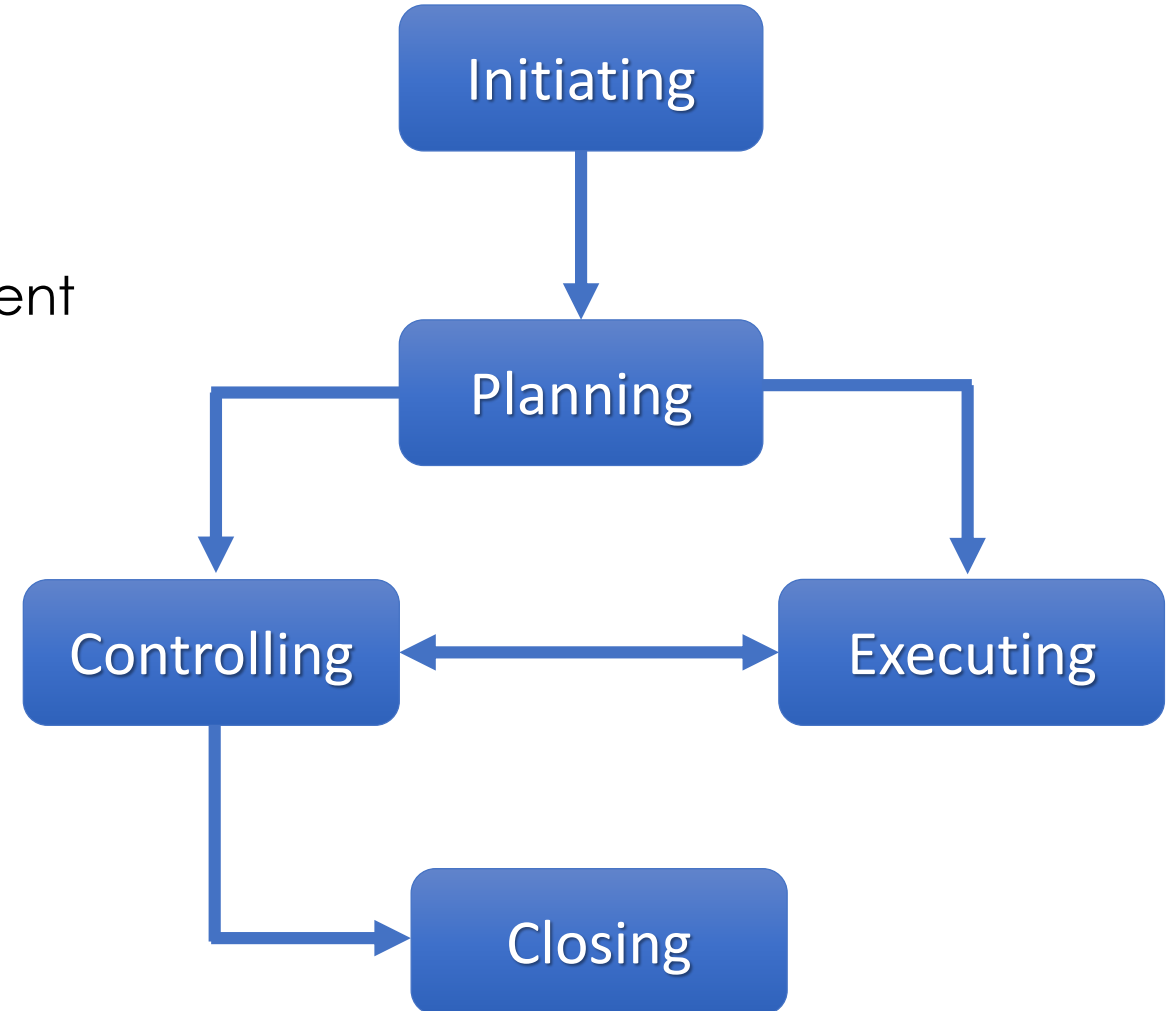 Initiating
ent
Planning
Controlling
Executing
Closing